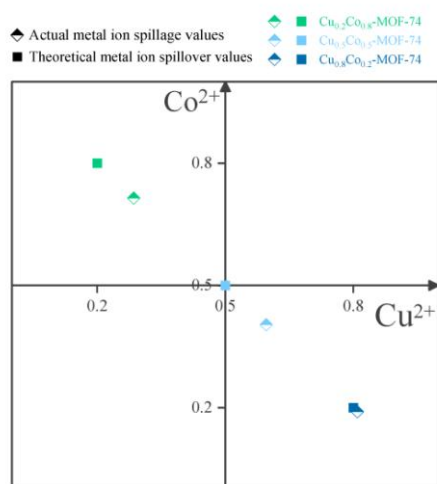 Actual metal ion spillage values
Theoretical metal ion spillover values
Cu₀.₂Co₀.₈-MOF-74
Cu₀.₅Co₀.₅-MOF-74
Cu₀.₈Co₀.₂-MOF-74
Co²⁺
0.8
0.5
0.2
0.2
0.5
0.8
Cu²⁺